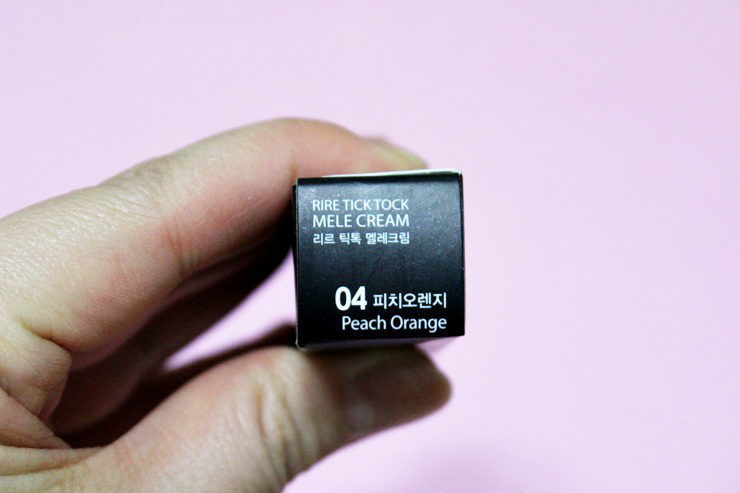 RIRE TICK TOCK
MELE CREAM
리르 틱톡 멜레크림
04 피치오렌지
Peach Orange